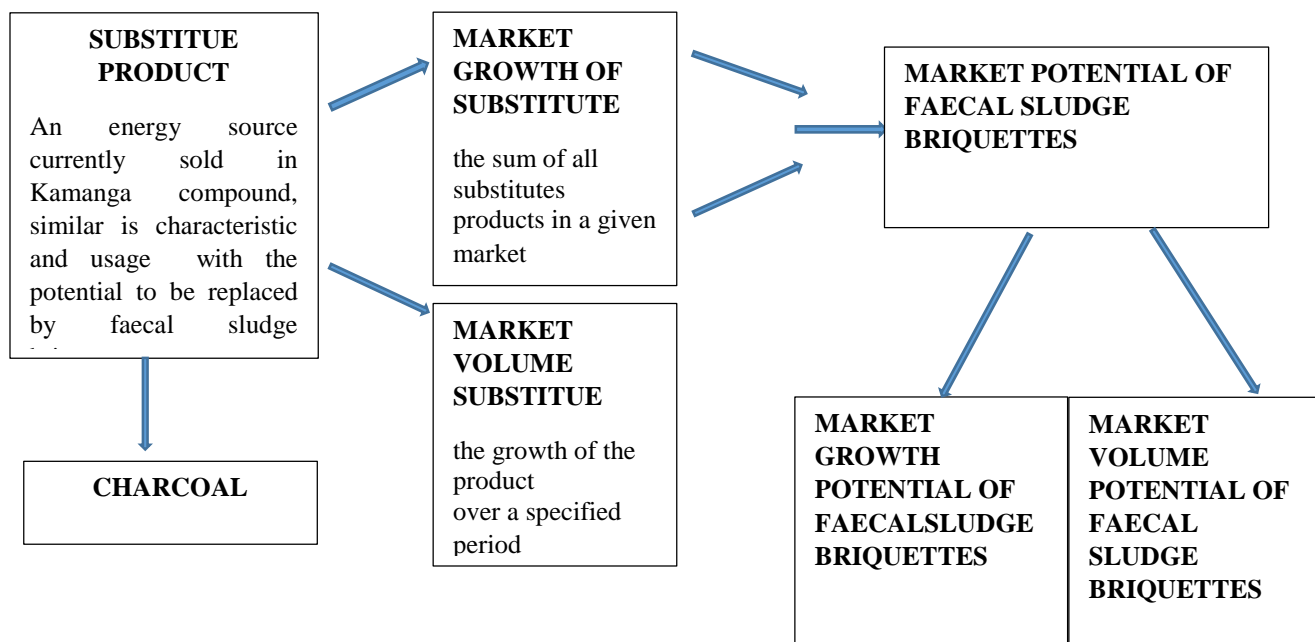 SUBSTITUE
PRODUCT
An energy source
currently sold in
Kamanga compound,
similar is characteristic
and usage with the
potential to be replaced
by faecal sludge
CHARCOAL
MARKET
GROWTH OF
SUBSTITUTE
the sum of all
substitutes
products in a given
market
MARKET
VOLUME
SUBSTITUE
the growth of the
product
over a specified
period
MARKET POTENTIAL OF
FAECAL SLUDGE
BRIQUETTES
MARKET
GROWTH
POTENTIAL OF
FAECALSLUDGE
BRIQUETTES
MARKET
VOLUME
POTENTIAL OF
FAECAL
SLUDGE
BRIQUETTES